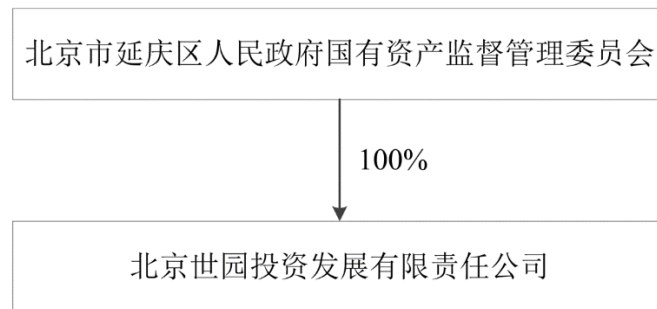 北京市延庆区人民政府国有资产监督管理委员会
100%
北京世园投资发展有限责任公司